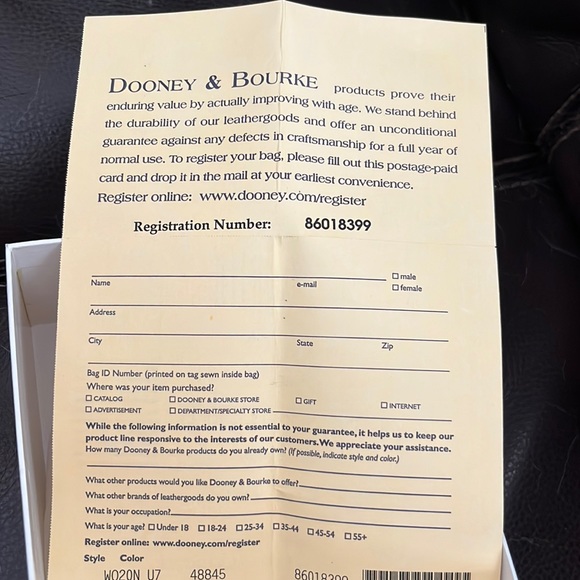 DOONEY & BOURKE products prove their
enduring value by actually improving with age. We stand behind
the durability of our leathergoods and offer an unconditional
guarantee against any defects in craftsmanship for a full year of
normal use. To register your bag, please fill out this postage-paid
card and drop it in the mail at your earliest convenience.
Register online: www.dooney.com/register
Registration Number: 86018399
☐ male
Name e-mail ☐ female
Address
City State Zip
Bag ID Number (printed on tag sewn inside bag)
Where was your item purchased?
☐ CATALOG ☐ DOONEY & BOURKE STORE ☐ GIFT ☐ INTERNET
☐ ADVERTISEMENT ☐ DEPARTMENT/SPECIALTY STORE
While the following information is not essential to your guarantee, it helps us to keep our
product line responsive to the interests of our customers. We appreciate your assistance.
How many Dooney & Bourke products do you already own? (If possible, indicate style and color.)
What other products would you like Dooney & Bourke to offer?
What other brands of leathergoods do you own?
What is your occupation?
What is your age? ☐ Under 18 ☐ 18-24 ☐ 25-34 ☐ 35-44 ☐ 45-54 ☐ 55+
Register online: www.dooney.com/register
Style Color
WO20N U7 48845 86018399